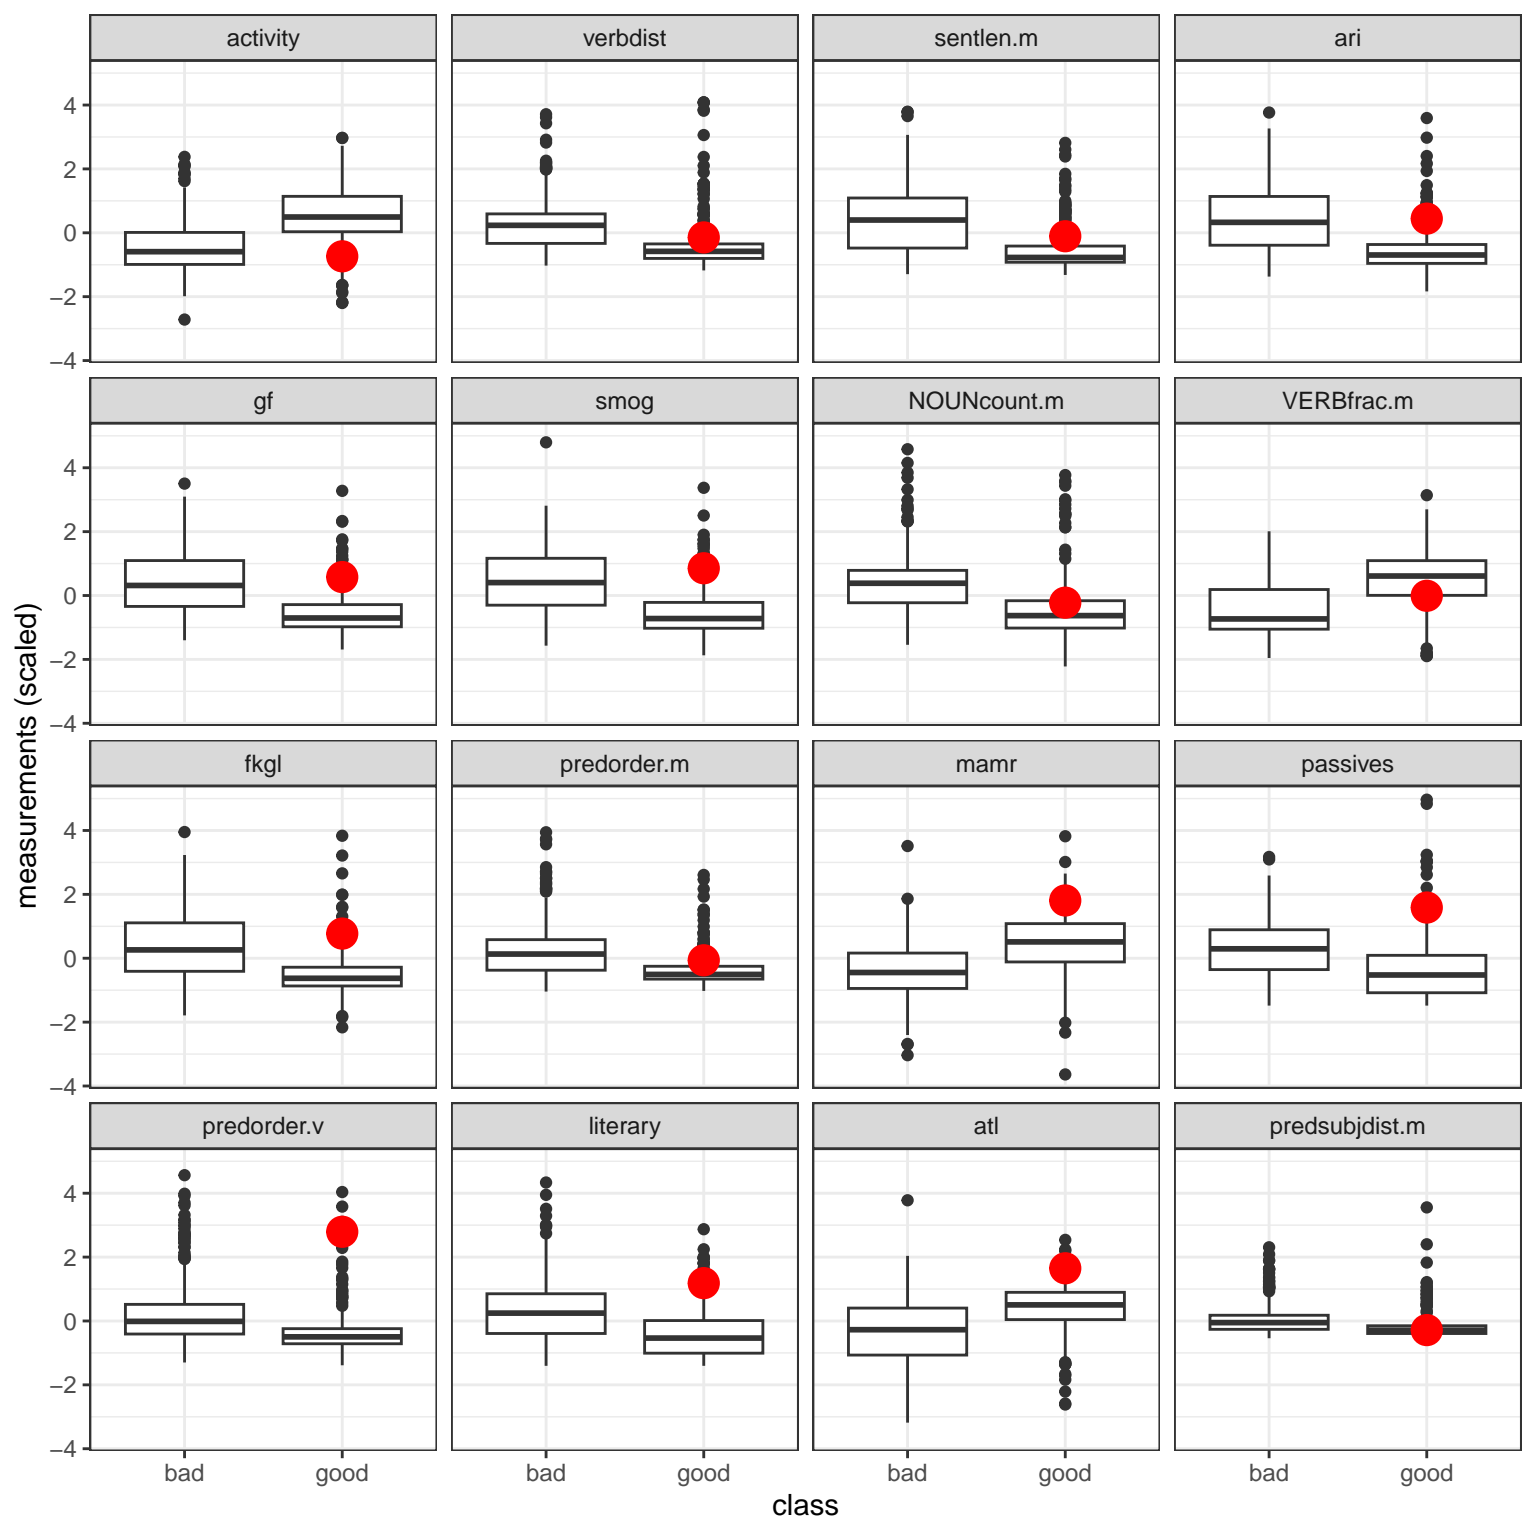 activity verbdist sentlen.m ari
4
2
0
−2
−4
gf smog NOUNcount.m VERBfrac.m
4
2
0
−2
−4
fkgl predorder.m mamr passives
4
2
0
−2
−4
predorder.v literary atl predsubjdist.m
4
2
0
−2
−4
bad good bad good bad good bad good
class
measurements (scaled)